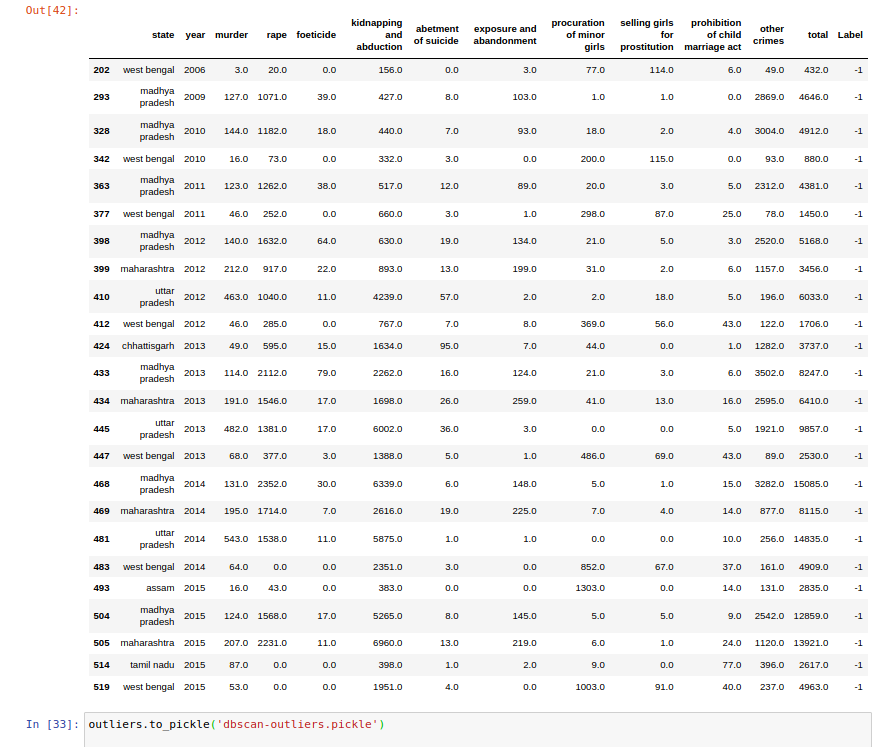 Out[42]:
state year murder rape foeticide kidnapping and abduction abetment of suicide exposure and abandonment procuration of minor girls selling girls for prostitution prohibition of child marriage act other crimes total Label
202 west bengal 2006 3.0 20.0 0.0 156.0 0.0 3.0 77.0 114.0 6.0 49.0 432.0 -1
293 madhya pradesh 2009 127.0 1071.0 39.0 427.0 8.0 103.0 1.0 1.0 0.0 2869.0 4646.0 -1
328 madhya pradesh 2010 144.0 1182.0 18.0 440.0 7.0 93.0 18.0 2.0 4.0 3004.0 4912.0 -1
342 west bengal 2010 16.0 73.0 0.0 332.0 3.0 0.0 200.0 115.0 0.0 93.0 880.0 -1
363 madhya pradesh 2011 123.0 1262.0 38.0 517.0 12.0 89.0 20.0 3.0 5.0 2312.0 4381.0 -1
377 west bengal 2011 46.0 252.0 0.0 660.0 3.0 1.0 298.0 87.0 25.0 78.0 1450.0 -1
398 madhya pradesh 2012 140.0 1632.0 64.0 630.0 19.0 134.0 21.0 5.0 3.0 2520.0 5168.0 -1
399 maharashtra 2012 212.0 917.0 22.0 893.0 13.0 199.0 31.0 2.0 6.0 1157.0 3456.0 -1
410 uttar pradesh 2012 463.0 1040.0 11.0 4239.0 57.0 2.0 2.0 18.0 5.0 196.0 6033.0 -1
412 west bengal 2012 46.0 285.0 0.0 767.0 7.0 8.0 369.0 56.0 43.0 122.0 1706.0 -1
424 chhattisgarh 2013 49.0 595.0 15.0 1634.0 95.0 7.0 44.0 0.0 1.0 1282.0 3737.0 -1
433 madhya pradesh 2013 114.0 2112.0 79.0 2262.0 16.0 124.0 21.0 3.0 6.0 3502.0 8247.0 -1
434 maharashtra 2013 191.0 1546.0 17.0 1698.0 26.0 259.0 41.0 13.0 16.0 2595.0 6410.0 -1
445 uttar pradesh 2013 482.0 1381.0 17.0 6002.0 36.0 3.0 0.0 0.0 5.0 1921.0 9857.0 -1
447 west bengal 2013 68.0 377.0 3.0 1388.0 5.0 1.0 486.0 69.0 43.0 89.0 2530.0 -1
468 madhya pradesh 2014 131.0 2352.0 30.0 6339.0 6.0 148.0 5.0 1.0 15.0 3282.0 15085.0 -1
469 maharashtra 2014 195.0 1714.0 7.0 2616.0 19.0 225.0 7.0 4.0 14.0 877.0 8115.0 -1
481 uttar pradesh 2014 543.0 1538.0 11.0 5875.0 1.0 1.0 0.0 0.0 10.0 256.0 14835.0 -1
483 west bengal 2014 64.0 0.0 0.0 2351.0 3.0 0.0 852.0 67.0 37.0 161.0 4909.0 -1
493 assam 2015 16.0 43.0 0.0 383.0 0.0 0.0 1303.0 0.0 14.0 131.0 2835.0 -1
504 madhya pradesh 2015 124.0 1568.0 17.0 5265.0 8.0 145.0 5.0 5.0 9.0 2542.0 12859.0 -1
505 maharashtra 2015 207.0 2231.0 11.0 6960.0 13.0 219.0 6.0 1.0 24.0 1120.0 13921.0 -1
514 tamil nadu 2015 87.0 0.0 0.0 398.0 1.0 2.0 9.0 0.0 77.0 396.0 2617.0 -1
519 west bengal 2015 53.0 0.0 0.0 1951.0 4.0 0.0 1003.0 91.0 40.0 237.0 4963.0 -1
In [33]: outliers.to_pickle('dbscan-outliers.pickle')